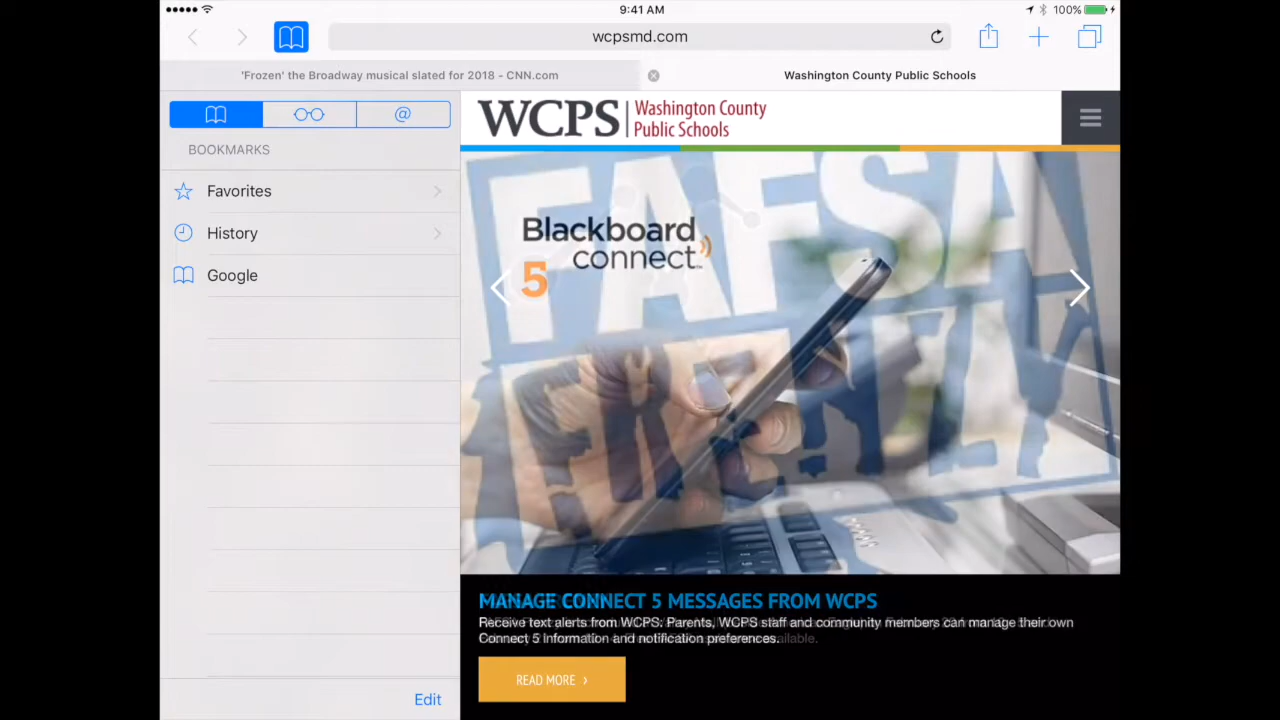 9:41 AM
100%
wcpsmd.com
'Frozen' the Broadway musical slated for 2018 - CNN.com
Washington County Public Schools
@
BOOKMARKS
Favorites
History
Google
Edit
WCPS
Washington County
Public Schools
FAFSA
Blackboard
connect
5
MANAGE CONNECT 5 MESSAGES FROM WCPS
Receive text alerts from WCPS. Parents, WCPS staff and community members can manage their own
Connect 5 information and notification preferences.
READ MORE ›